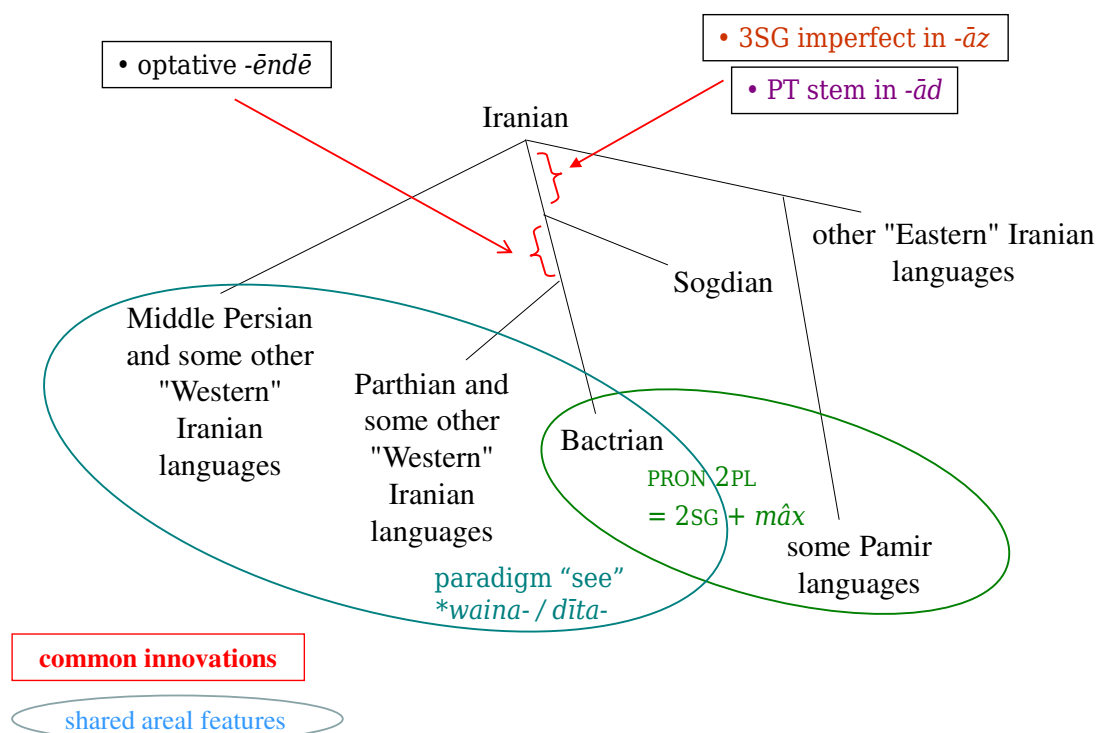 • optative -ēndē
• 3SG imperfect in -āz
• PT stem in -ād
Iranian
other "Eastern" Iranian
languages
Sogdian
Middle Persian
and some other
"Western"
Iranian
languages
Parthian and
some other
"Western"
Iranian
languages
Bactrian
PRON 2PL
= 2SG + mâx
some Pamir
languages
paradigm “see”
*waina- / dīta-
common innovations
shared areal features